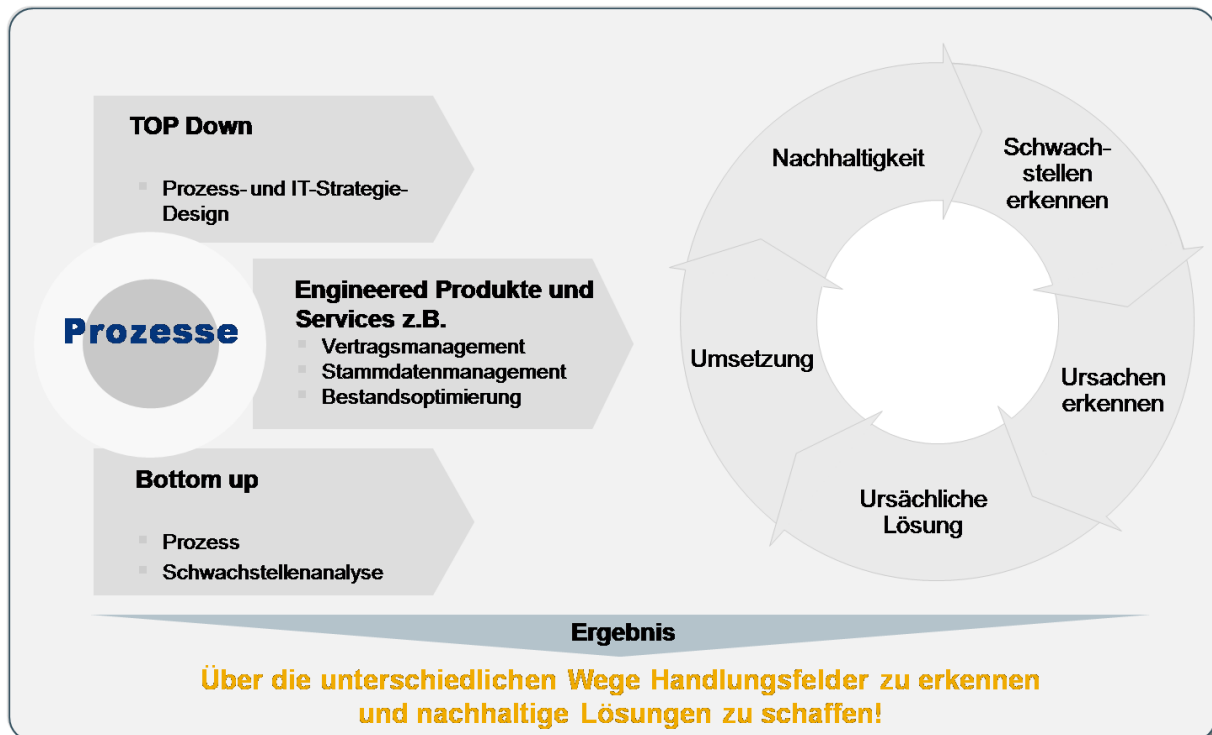 TOP Down
Prozess- und IT-Strategie-
Design
Prozesse
Engineered Produkte und
Services z.B.
Vertragsmanagement
Stammdatenmanagement
Bestandsoptimierung
Bottom up
Prozess
Schwachstellenanalyse
Nachhaltigkeit
Schwach-
stellen
erkennen
Ursachen
erkennen
Ursächliche
Lösung
Umsetzung
Ergebnis
Über die unterschiedlichen Wege Handlungsfelder zu erkennen
und nachhaltige Lösungen zu schaffen!